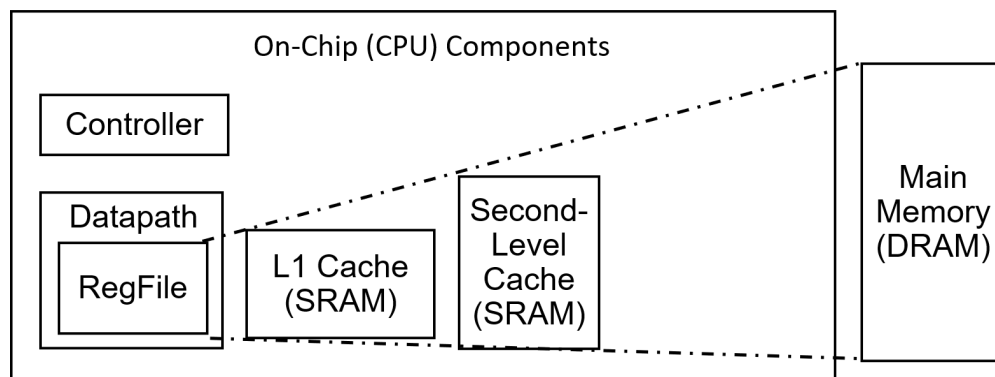 On-Chip (CPU) Components
Controller
Datapath
RegFile
L1 Cache
(SRAM)
Second-
Level
Cache
(SRAM)
Main
Memory
(DRAM)